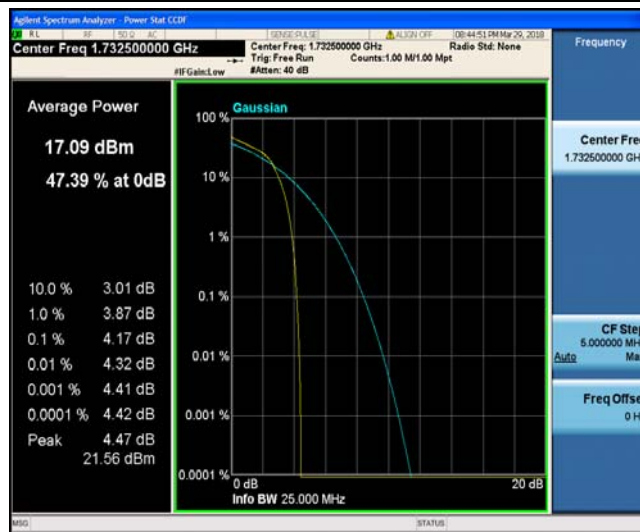 Agilent Spectrum Analyzer - Power Stat CCDF
RL RF 50 Ω AC SENSE:PULSE ALIGN OFF 08:44:51 PM Mar 29, 2018
Center Freq 1.732500000 GHz
Center Freq: 1.732500000 GHz Radio Std: None
Trig: Free Run Counts:1.00 M/1.00 Mpt
#IFGain:Low #Atten: 40 dB
Frequency
Average Power
17.09 dBm
47.39 % at 0dB
10.0 % 3.01 dB
1.0 % 3.87 dB
0.1 % 4.17 dB
0.01 % 4.32 dB
0.001 % 4.41 dB
0.0001 % 4.42 dB
Peak 4.47 dB
21.56 dBm
Gaussian
100 %
10 %
1 %
0.1 %
0.01 %
0.001 %
0.0001 %
0 dB 20 dB
Info BW 25.000 MHz
Center Fre
1.732500000 GH
CF Step
5.000000 MH
Auto Ma
Freq Offse
0 H
MSG STATUS